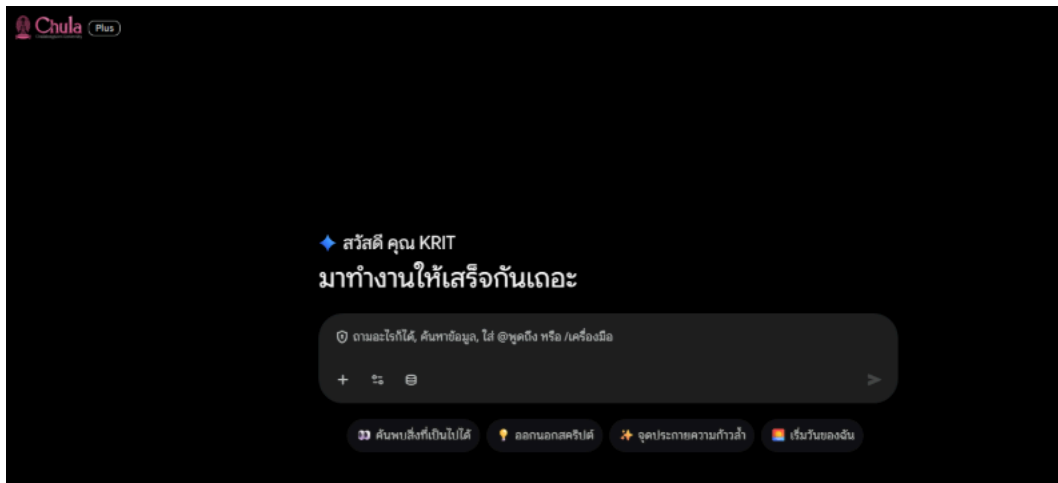 Chula Plus
สวัสดี คุณ KRIT
มาทำงานให้เสร็จกันเถอะ
ถามอะไรก็ได้, ค้นหาข้อมูล, ใส่ @พูดถึง หรือ /เครื่องมือ
ค้นพบสิ่งที่เป็นไปได้ ออกนอกสคริปต์ จุดประกายความก้าวล้ำ เริ่มวันของฉัน